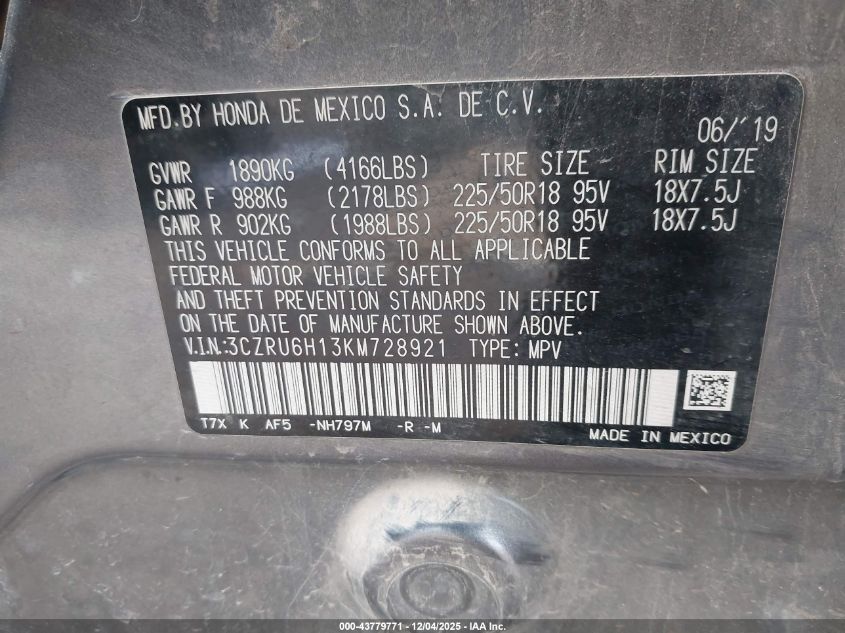 MFD.BY HONDA DE MEXICO S.A. DE C.V.
06/´19
GVWR 1890KG (4166LBS) TIRE SIZE RIM SIZE
GAWR F 988KG (2178LBS) 225/50R18 95V 18X7.5J
GAWR R 902KG (1988LBS) 225/50R18 95V 18X7.5J
THIS VEHICLE CONFORMS TO ALL APPLICABLE
FEDERAL MOTOR VEHICLE SAFETY
AND THEFT PREVENTION STANDARDS IN EFFECT
ON THE DATE OF MANUFACTURE SHOWN ABOVE.
V.I.N.:3CZRU6H13KM728921 TYPE: MPV
T7X K AF5 -NH797M -R -M
MADE IN MEXICO
000-43779771 - 12/04/2025 - IAA Inc.